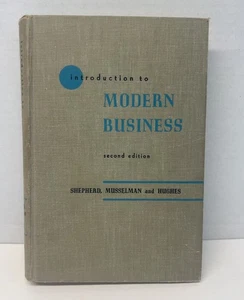 introduction to
MODERN
BUSINESS
second edition
SHEPHERD, MUSSELMAN and HUGHES